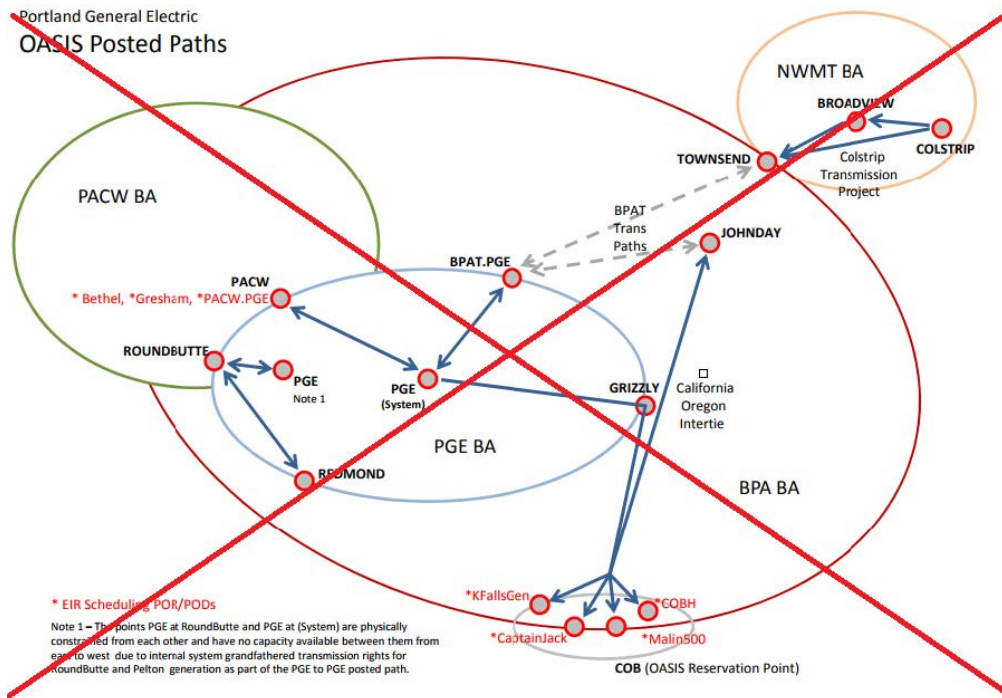 Portland General Electric
OASIS Posted Paths
NWMT BA
BROADVIEW
COLSTRIP
TOWNSEND
Colstrip
Transmission
Project
PACW BA
BPAT
Trans
Paths
JOHNDAY
BPAT.PGE
PACW
* Bethel, *Gresham, *PACW.PGE
ROUNDBUTTE
PGE
Note 1
PGE
(System)
GRIZZLY
California
Oregon
Intertie
PGE BA
REDMOND
BPA BA
*KFallsGen
*COBH
*CaptainJack
*Malin500
COB (OASIS Reservation Point)
* EIR Scheduling POR/PODs
Note 1 – The points PGE at RoundButte and PGE at (System) are physically
constrained from each other and have no capacity available between them from
east to west due to internal system grandfathered transmission rights for
RoundButte and Pelton generation as part of the PGE to PGE posted path.